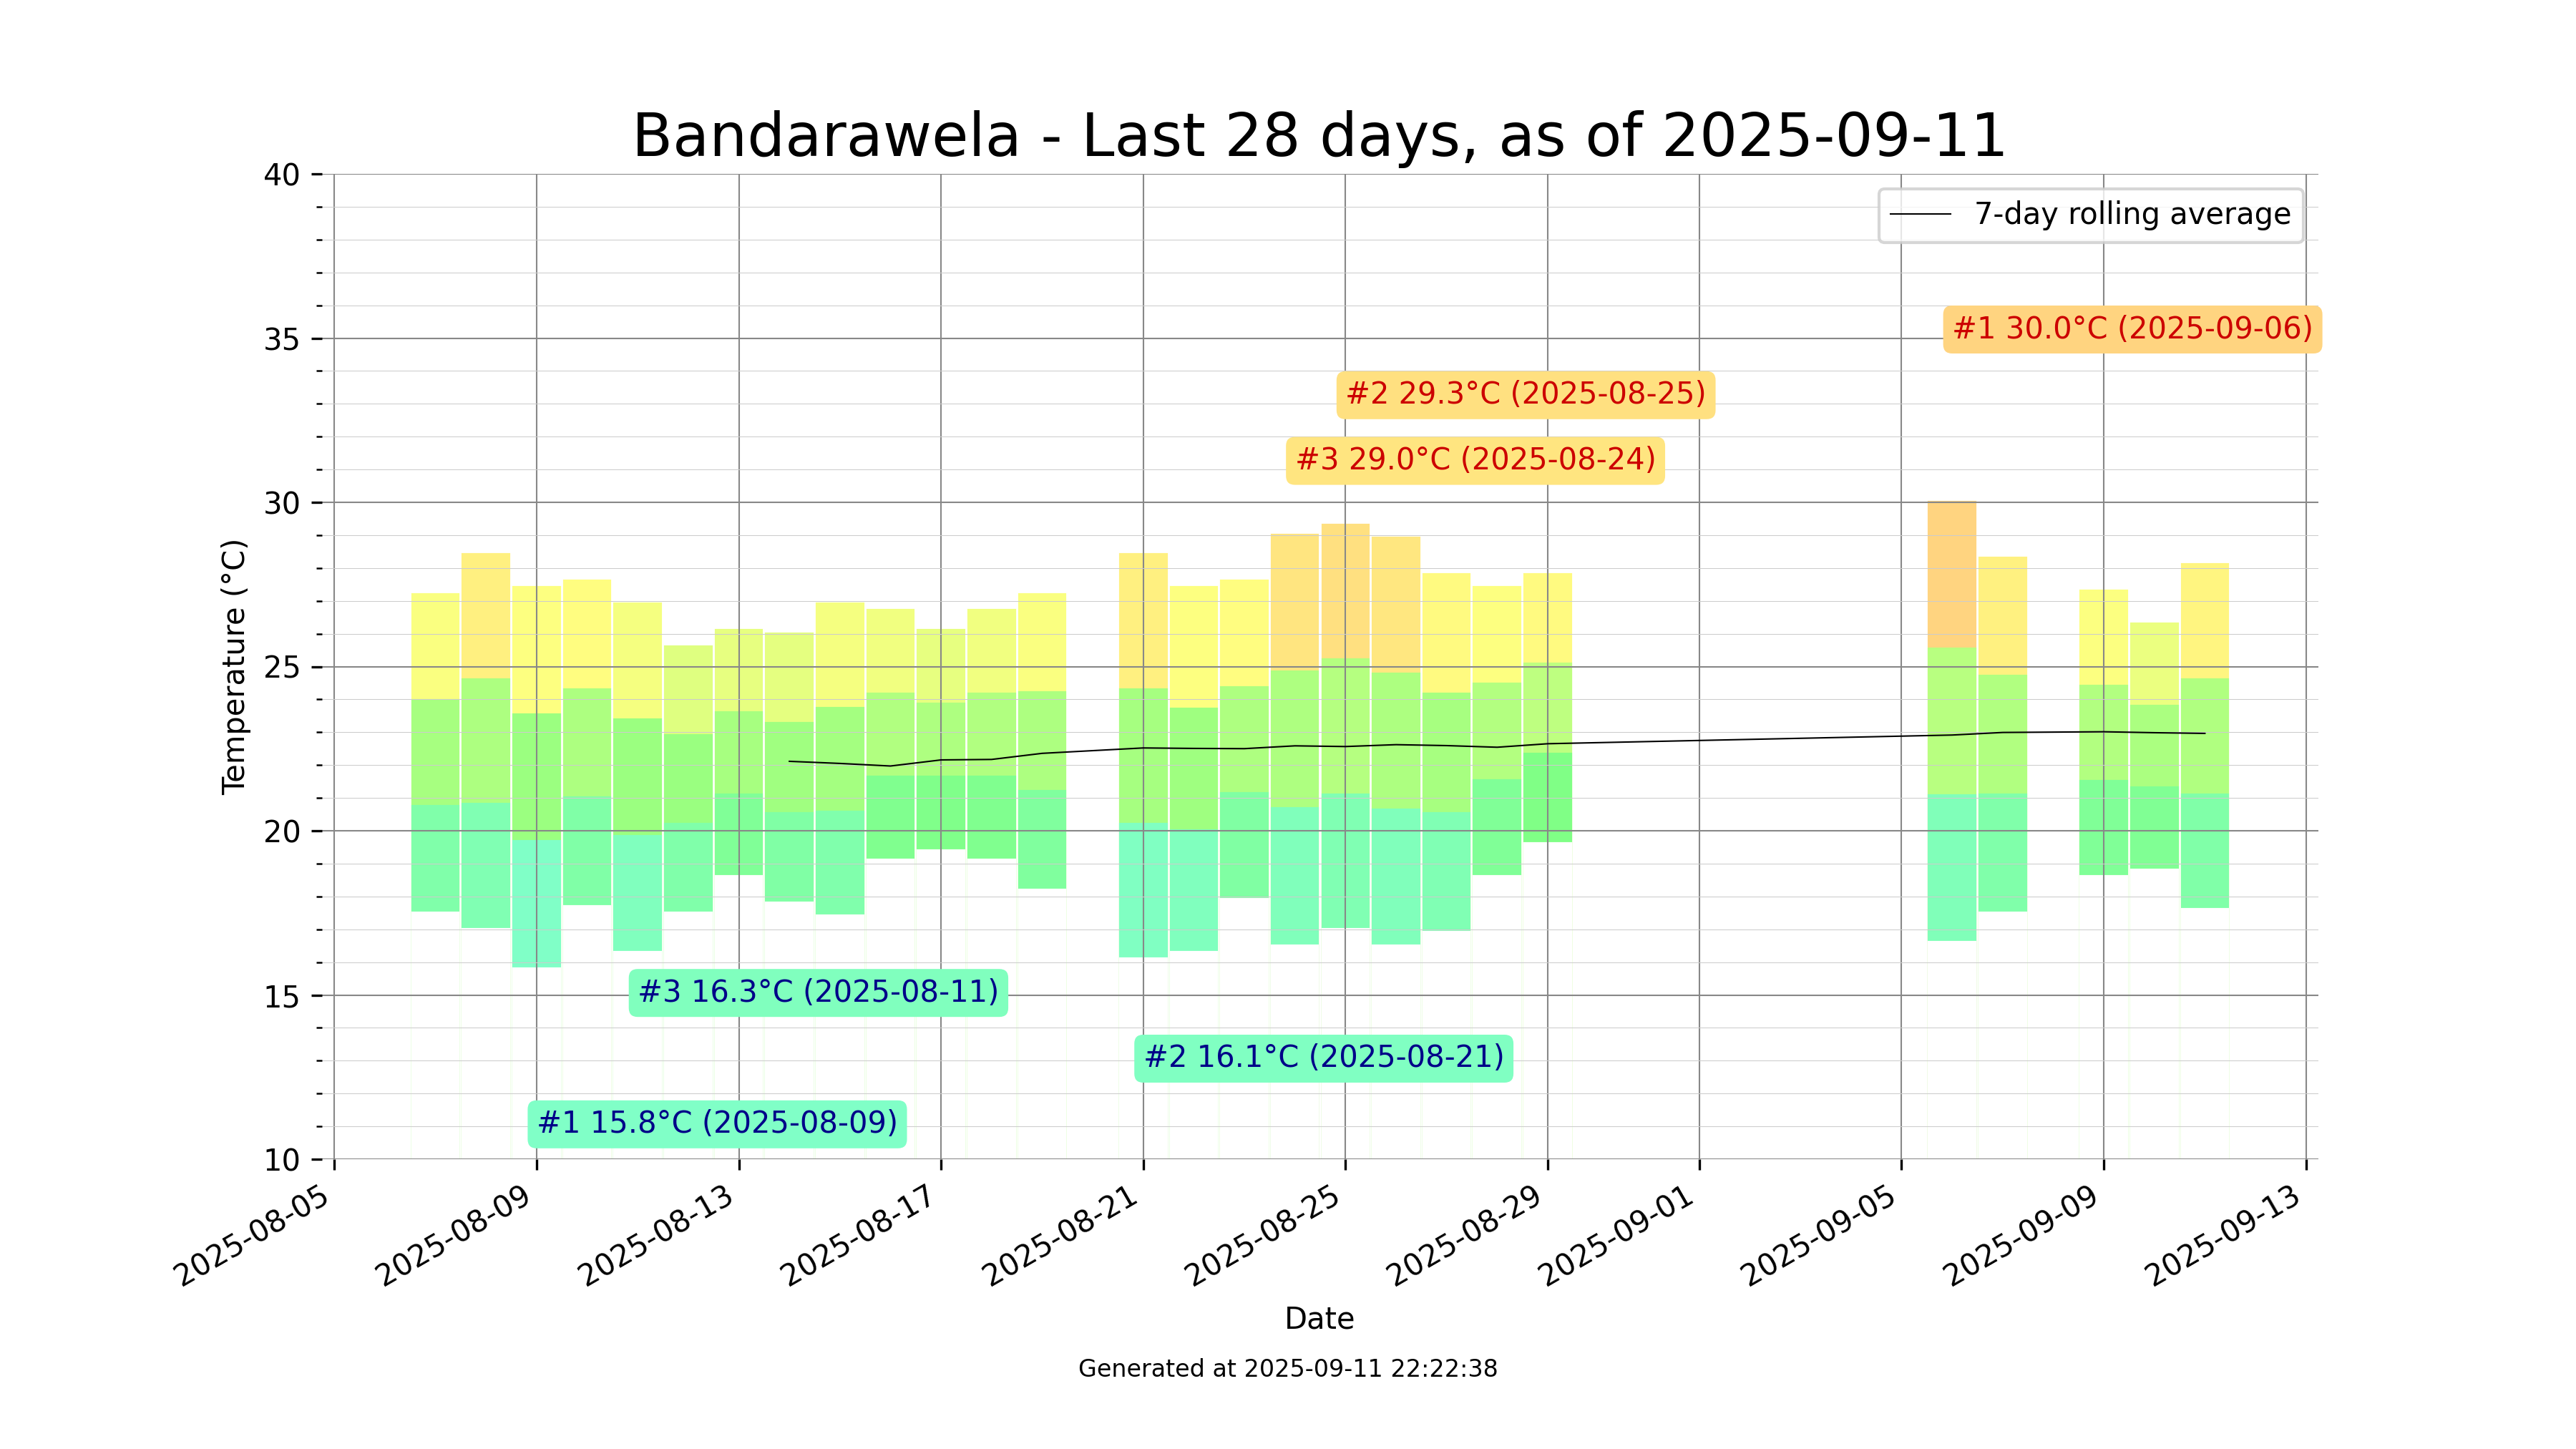 Bandarawela - Last 28 days, as of 2025-09-11
40
35
30
25
20
15
10
Temperature (°C)
7-day rolling average
#1 30.0°C (2025-09-06)
#2 29.3°C (2025-08-25)
#3 29.0°C (2025-08-24)
#3 16.3°C (2025-08-11)
#2 16.1°C (2025-08-21)
#1 15.8°C (2025-08-09)
2025-08-05
2025-08-09
2025-08-13
2025-08-17
2025-08-21
2025-08-25
2025-08-29
2025-09-01
2025-09-05
2025-09-09
2025-09-13
Date
Generated at 2025-09-11 22:22:38